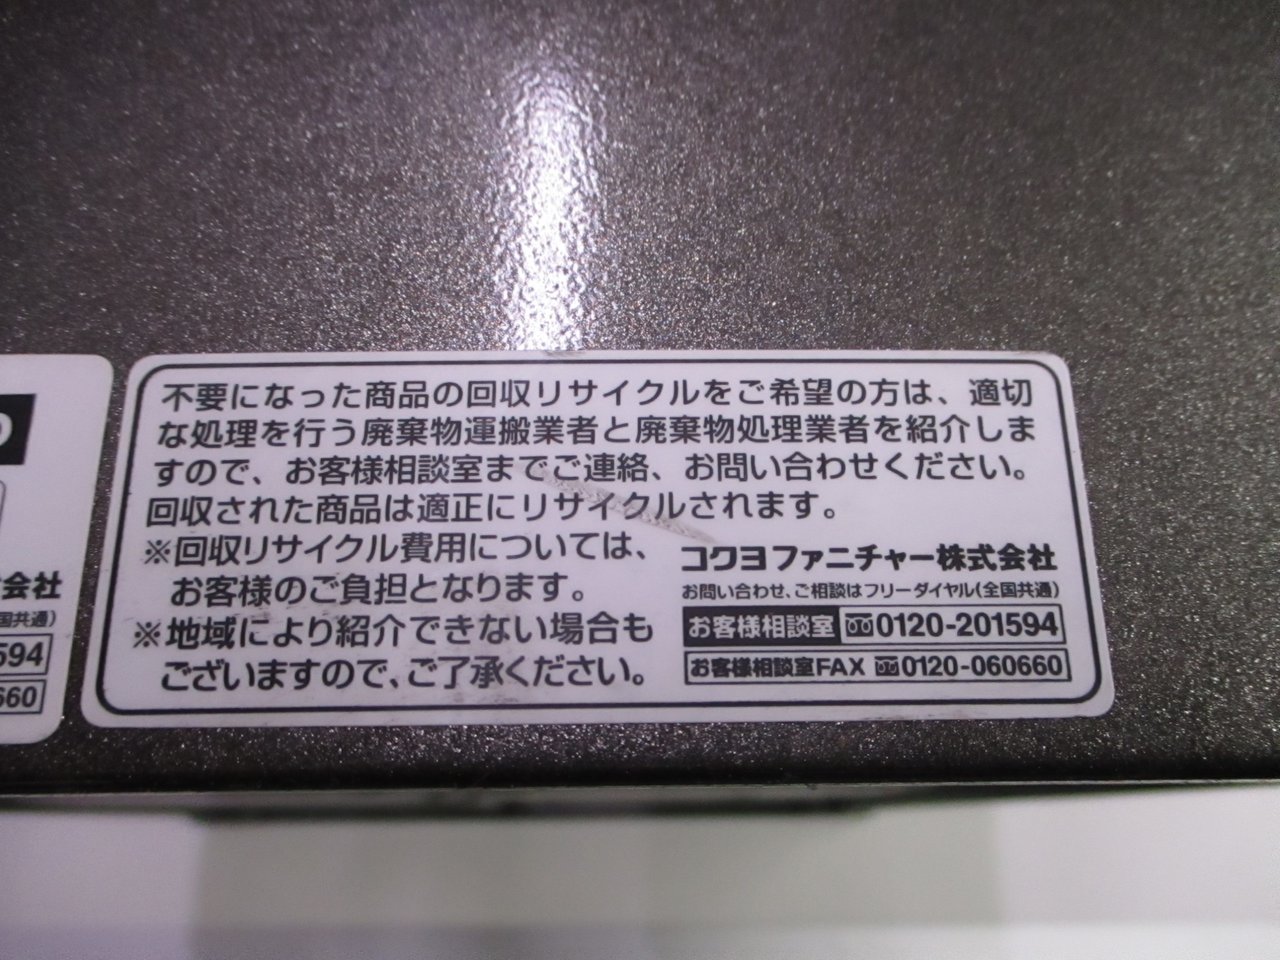 不要になった商品の回収リサイクルをご希望の方は、適切
な処理を行う廃棄物運搬業者と廃棄物処理業者を紹介しま
すので、お客様相談室までご連絡、お問い合わせください。
回収された商品は適正にリサイクルされます。
※回収リサイクル費用については、
お客様のご負担となります。
※地域により紹介できない場合も
ございますので、ご了承ください。
コクヨファニチャー株式会社
お問い合わせ、ご相談はフリーダイヤル(全国共通)
お客様相談室 0120-201594
お客様相談室FAX 0120-060660
会社
国共通)
594
660